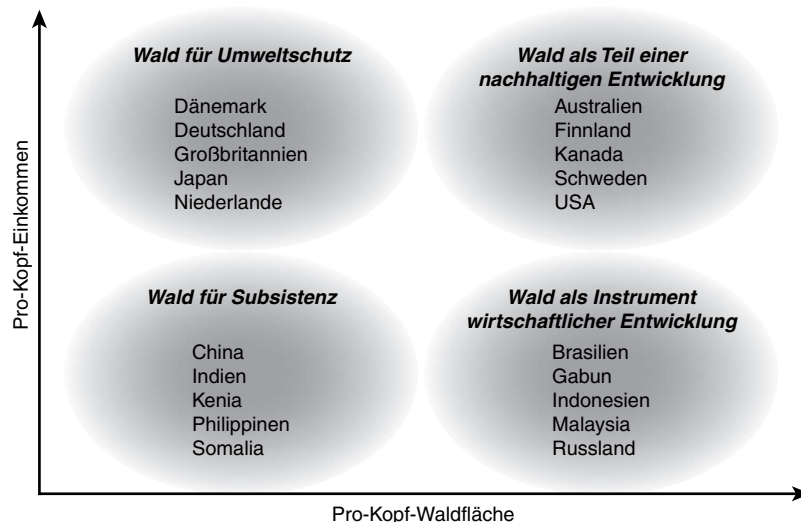 Pro-Kopf-Einkommen
Wald für Umweltschutz
Dänemark
Deutschland
Großbritannien
Japan
Niederlande
Wald als Teil einer
nachhaltigen Entwicklung
Australien
Finnland
Kanada
Schweden
USA
Wald für Subsistenz
China
Indien
Kenia
Philippinen
Somalia
Wald als Instrument
wirtschaftlicher Entwicklung
Brasilien
Gabun
Indonesien
Malaysia
Russland
Pro-Kopf-Waldfläche